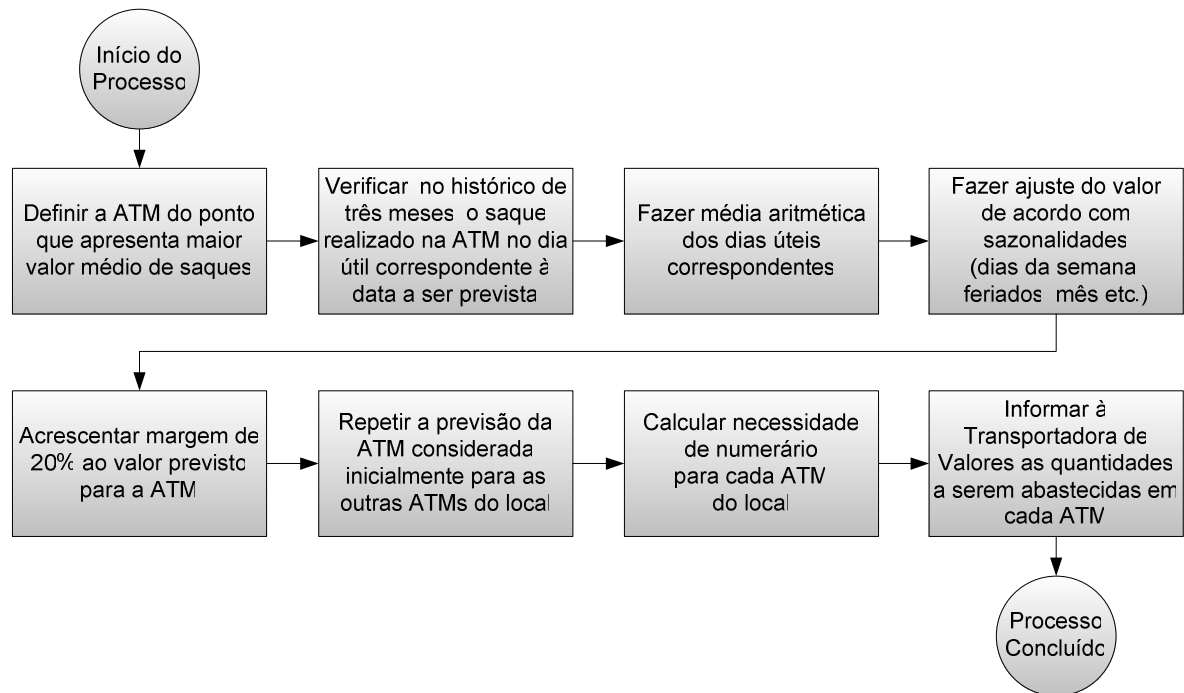 Início do
Processo
Definir a ATM do ponto
que apresenta maior
valor médio de saques
Verificar no histórico de
três meses o saque
realizado na ATM no dia
útil correspondente à
data a ser prevista
Fazer média aritmética
dos dias úteis
correspondentes
Fazer ajuste do valor
de acordo com
sazonalidades
(dias da semana
feriados mês etc.)
Acrescentar margem de
20% ao valor previsto
para a ATM
Repetir a previsão da
ATM considerada
inicialmente para as
outras ATMs do local
Calcular necessidade
de numerário
para cada ATM
do local
Informar à
Transportadora de
Valores as quantidades
a serem abastecidas em
cada ATM
Processo
Concluído